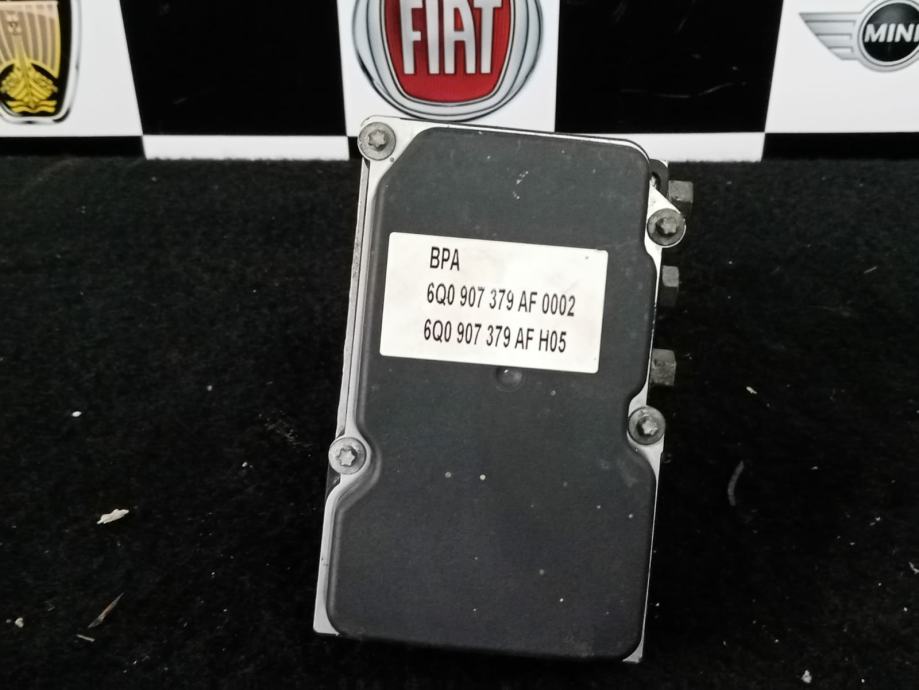 FIAT
MINI
BPA
6Q0 907 379 AF 0002
6Q0 907 379 AF H05